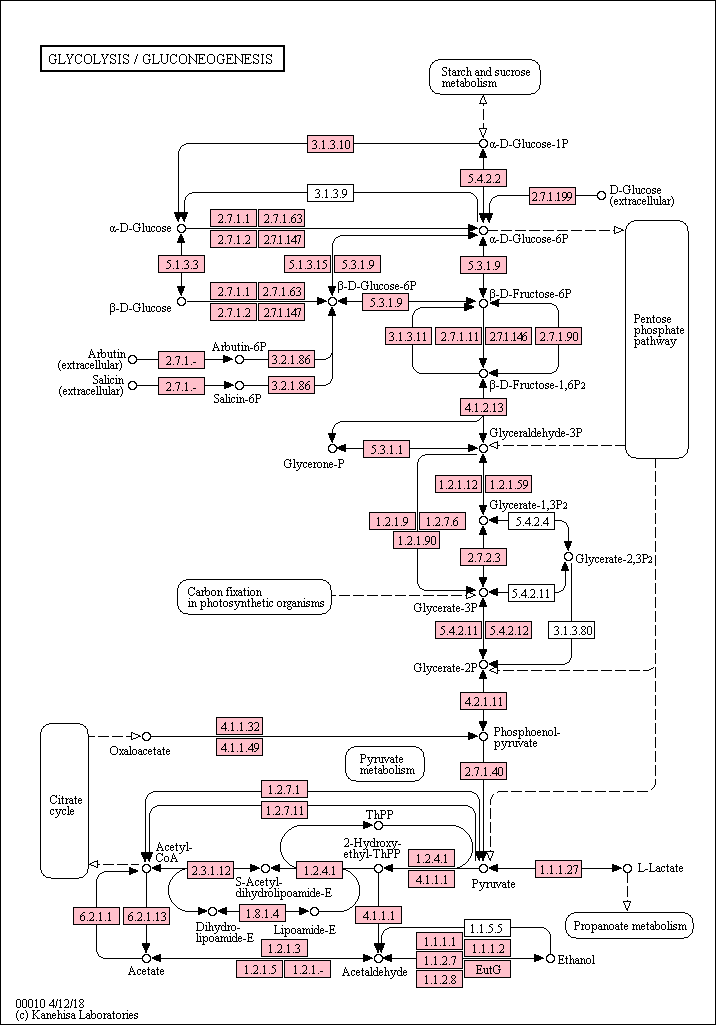 GLYCOLYSIS / GLUCONEOGENESIS
Starch and sucrose
metabolism
3.1.3.10
α-D-Glucose-1P
5.4.2.2
3.1.3.9
2.7.1.199
D-Glucose
(extracellular)
α-D-Glucose
2.7.1.1
2.7.1.63
2.7.1.2
2.7.1.147
α-D-Glucose-6P
5.1.3.3
5.1.3.15
5.3.1.9
5.3.1.9
β-D-Glucose
2.7.1.1
2.7.1.63
2.7.1.2
2.7.1.147
β-D-Glucose-6P
5.3.1.9
β-D-Fructose-6P
Pentose
phosphate
pathway
3.1.3.11
2.7.1.11
2.7.1.146
2.7.1.90
Arbutin
(extracellular)
2.7.1.-
Arbutin-6P
3.2.1.86
Salicin
(extracellular)
2.7.1.-
Salicin-6P
3.2.1.86
β-D-Fructose-1,6P2
4.1.2.13
Glyceraldehyde-3P
Glycerone-P
5.3.1.1
1.2.1.12
1.2.1.59
Glycerate-1,3P2
1.2.1.9
1.2.7.6
1.2.1.90
5.4.2.4
2.7.2.3
Glycerate-2,3P2
Carbon fixation
in photosynthetic organisms
5.4.2.11
Glycerate-3P
5.4.2.11
5.4.2.12
3.1.3.80
Glycerate-2P
4.2.1.11
4.1.1.32
4.1.1.49
Oxaloacetate
Phosphoenol-
pyruvate
Pyruvate
metabolism
2.7.1.40
Citrate
cycle
1.2.7.1
1.2.7.11
ThPP
Acetyl-
CoA
2-Hydroxy-
ethyl-ThPP
2.3.1.12
S-Acetyl-
dihydrolipoamide-E
1.2.4.1
1.2.4.1
4.1.1.1
Pyruvate
1.1.1.27
L-Lactate
6.2.1.1
6.2.1.13
1.8.1.4
Dihydro-
lipoamide-E
Lipoamide-E
4.1.1.1
Propanoate metabolism
1.1.5.5
1.2.1.3
1.1.1.1
1.1.1.2
1.1.2.7
Acetate
1.2.1.5
1.2.1.-
Acetaldehyde
1.1.2.8
EutG
Ethanol
00010 4/12/18
(c) Kanehisa Laboratories